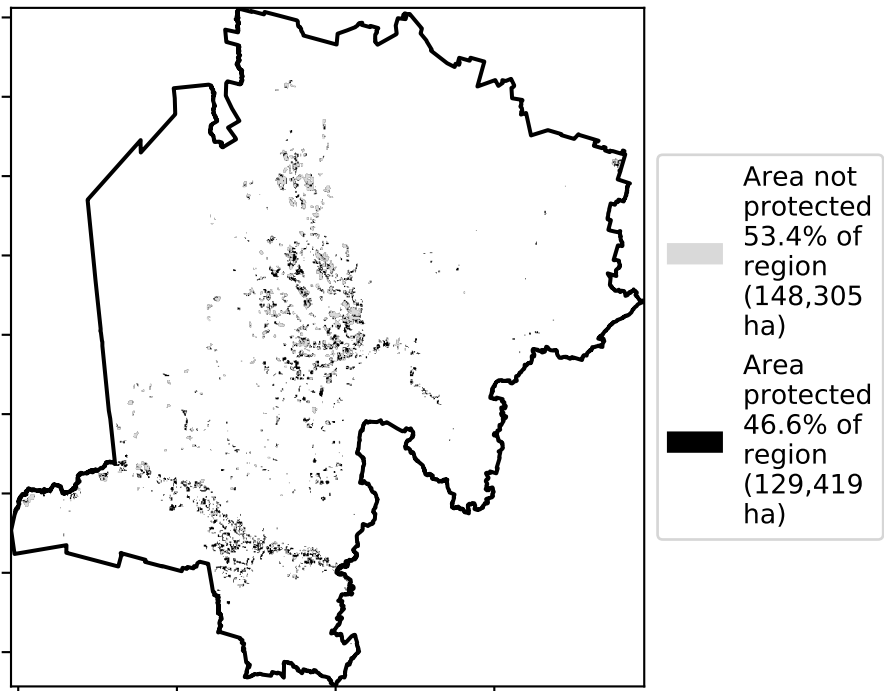 Area not
protected
53.4% of
region
(148,305
ha)
Area
protected
46.6% of
region
(129,419
ha)